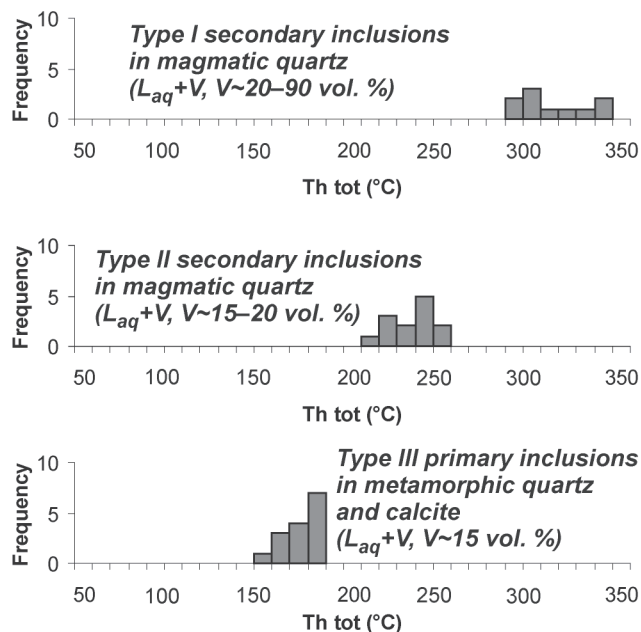 10
5
0
Frequency
Type I secondary inclusions
in magmatic quartz
(Laq+V, V~20–90 vol. %)
50 100 150 200 250 300 350
Th tot (°C)
10
5
0
Frequency
Type II secondary inclusions
in magmatic quartz
(Laq+V, V~15–20 vol. %)
50 100 150 200 250 300 350
Th tot (°C)
10
5
0
Frequency
Type III primary inclusions
in metamorphic quartz
and calcite
(Laq+V, V~15 vol. %)
50 100 150 200 250 300 350
Th tot (°C)